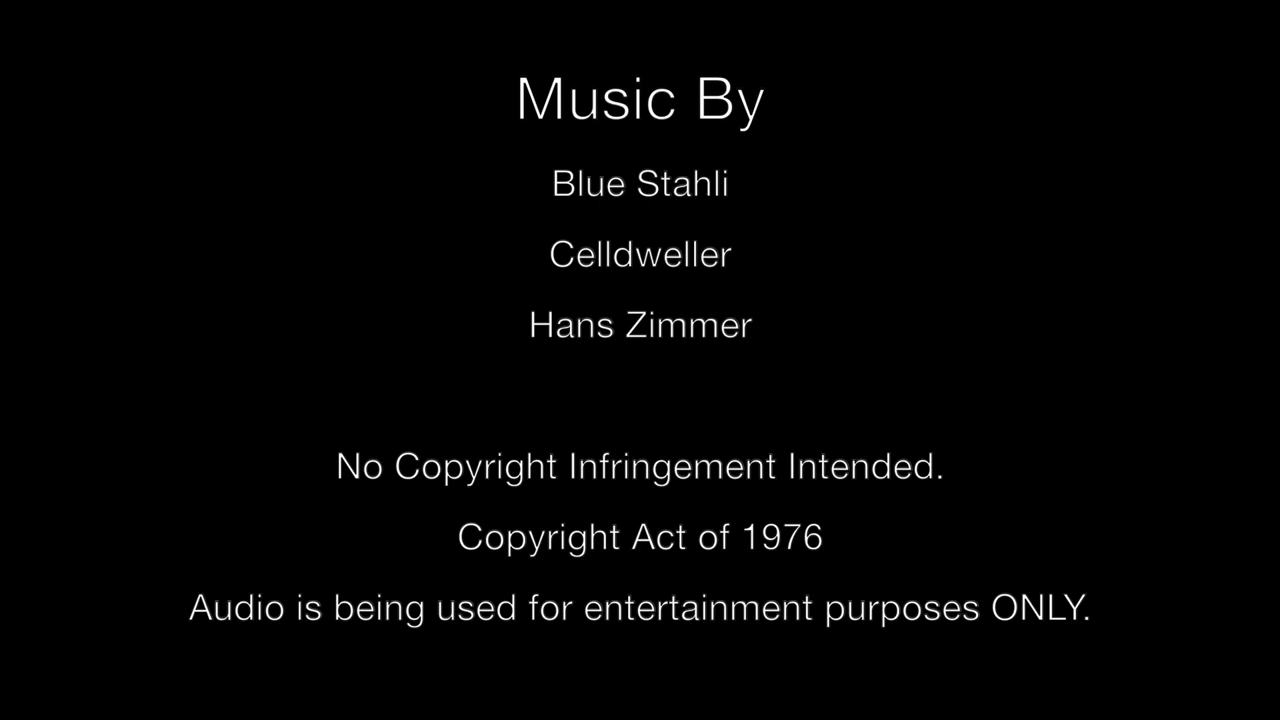 Music By
Blue Stahli
Celldweller
Hans Zimmer
No Copyright Infringement Intended.
Copyright Act of 1976
Audio is being used for entertainment purposes ONLY.